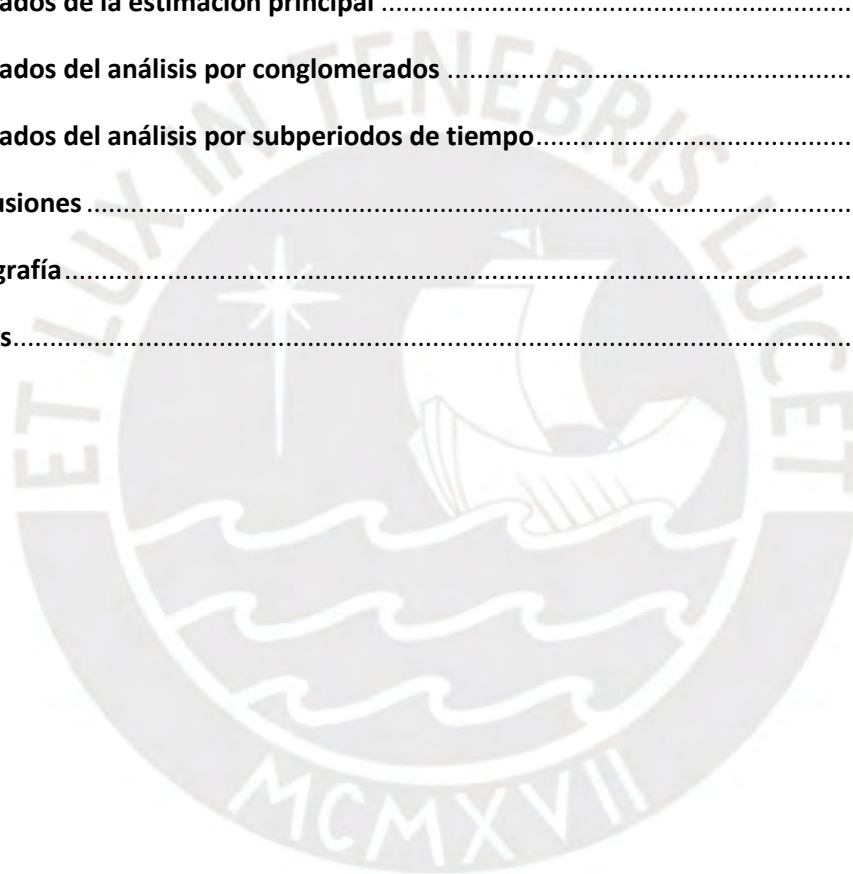 ados de la estimación principal ........................................................................
ados del análisis por conglomerados ............................................................
ados del análisis por subperiodos de tiempo................................................
usiones ..............................................................................................................
grafía..................................................................................................................
s..........................................................................................................................
ET LUX IN TENEBRIS LUCET
MCMXVII